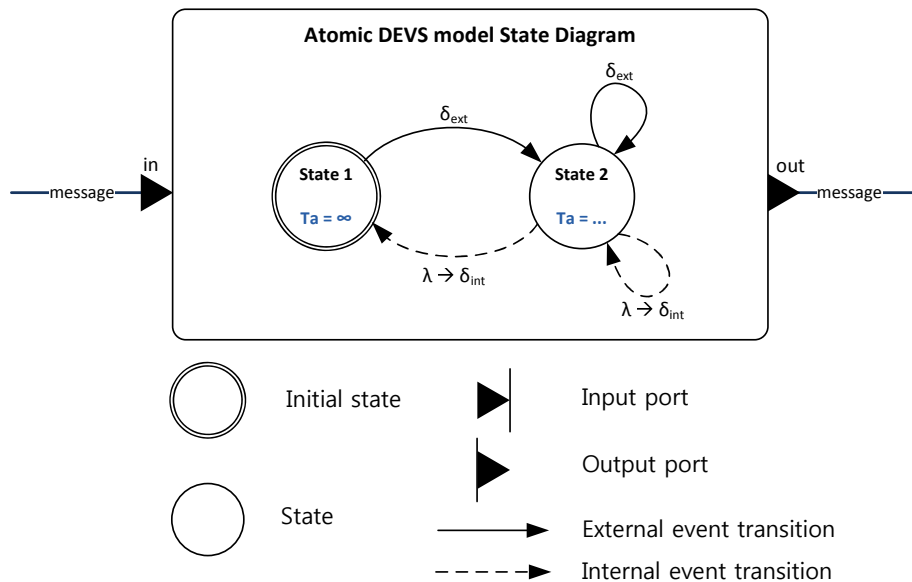 Atomic DEVS model State Diagram
δext
δext
in
out
message
State 1
Ta = ∞
State 2
Ta = ...
message
λ → δint
λ → δint
Initial state
Input port
Output port
State
External event transition
Internal event transition